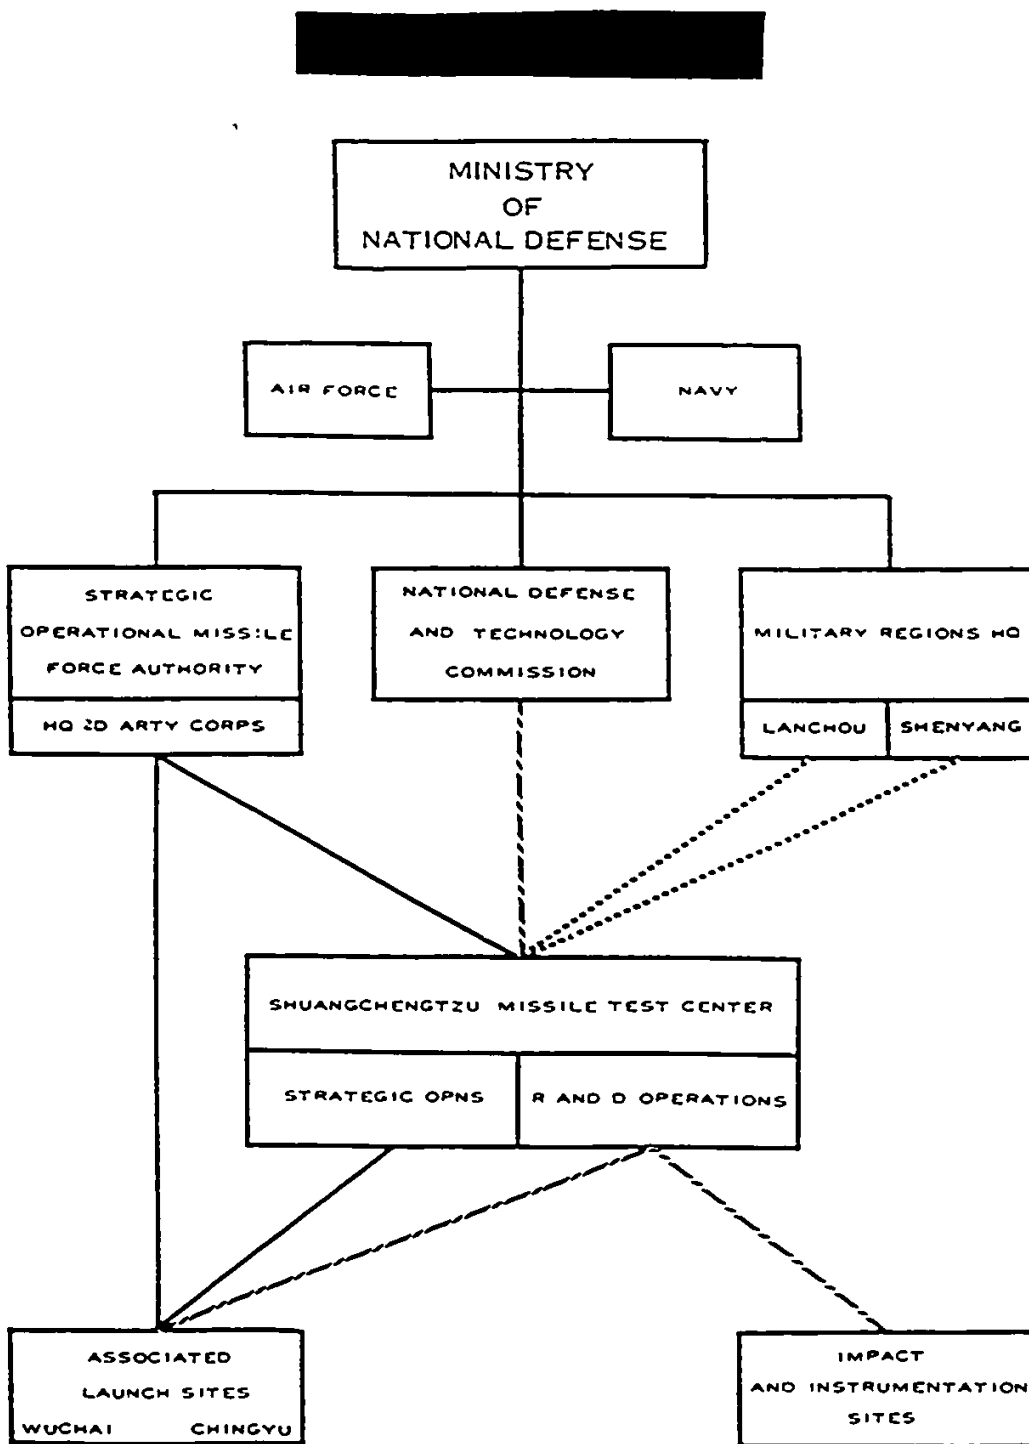 MINISTRY
OF
NATIONAL DEFENSE
AIR FORCE
NAVY
STRATEGIC
OPERATIONAL MISSILE
FORCE AUTHORITY
HQ 2D ARTY CORPS
NATIONAL DEFENSE
AND TECHNOLOGY
COMMISSION
MILITARY REGIONS HQ
LANCHOU
SHENYANG
SHUANGCHENGTZU MISSILE TEST CENTER
STRATEGIC OPNS
R AND D OPERATIONS
ASSOCIATED
LAUNCH SITES
WUCHAI CHINGYU
IMPACT
AND INSTRUMENTATION
SITES